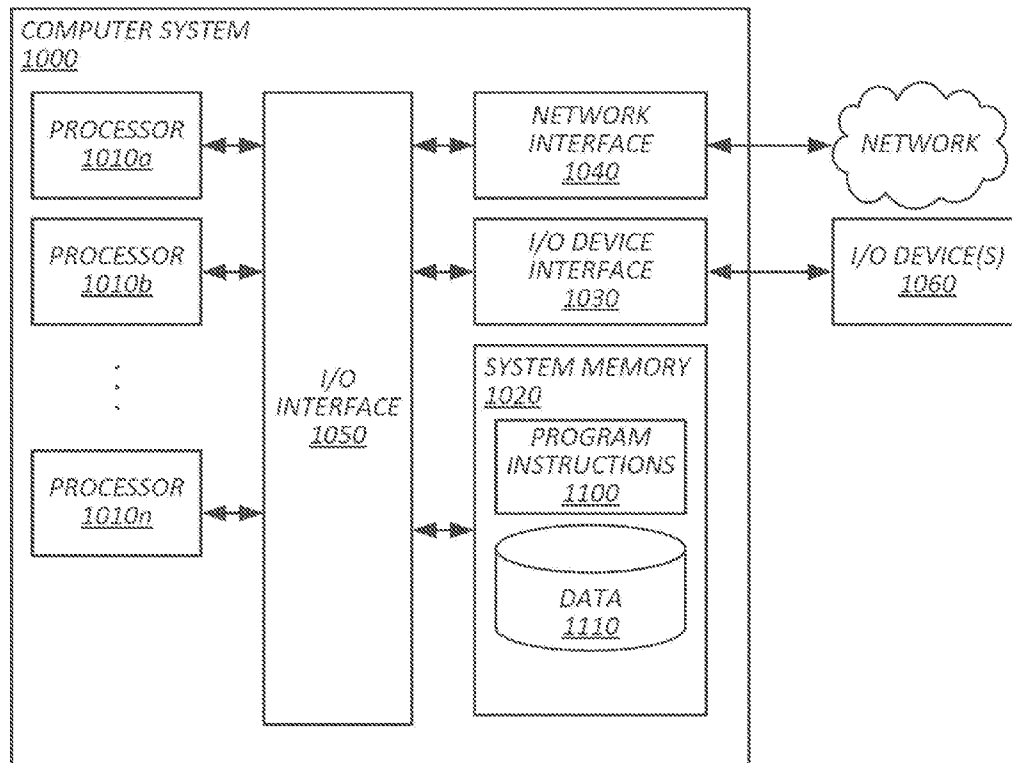 COMPUTER SYSTEM
1000
PROCESSOR
1010a
PROCESSOR
1010b
PROCESSOR
1010n
I/O
INTERFACE
1050
NETWORK
INTERFACE
1040
I/O DEVICE
INTERFACE
1030
SYSTEM MEMORY
1020
PROGRAM
INSTRUCTIONS
1100
DATA
1110
NETWORK
I/O DEVICE(S)
1060